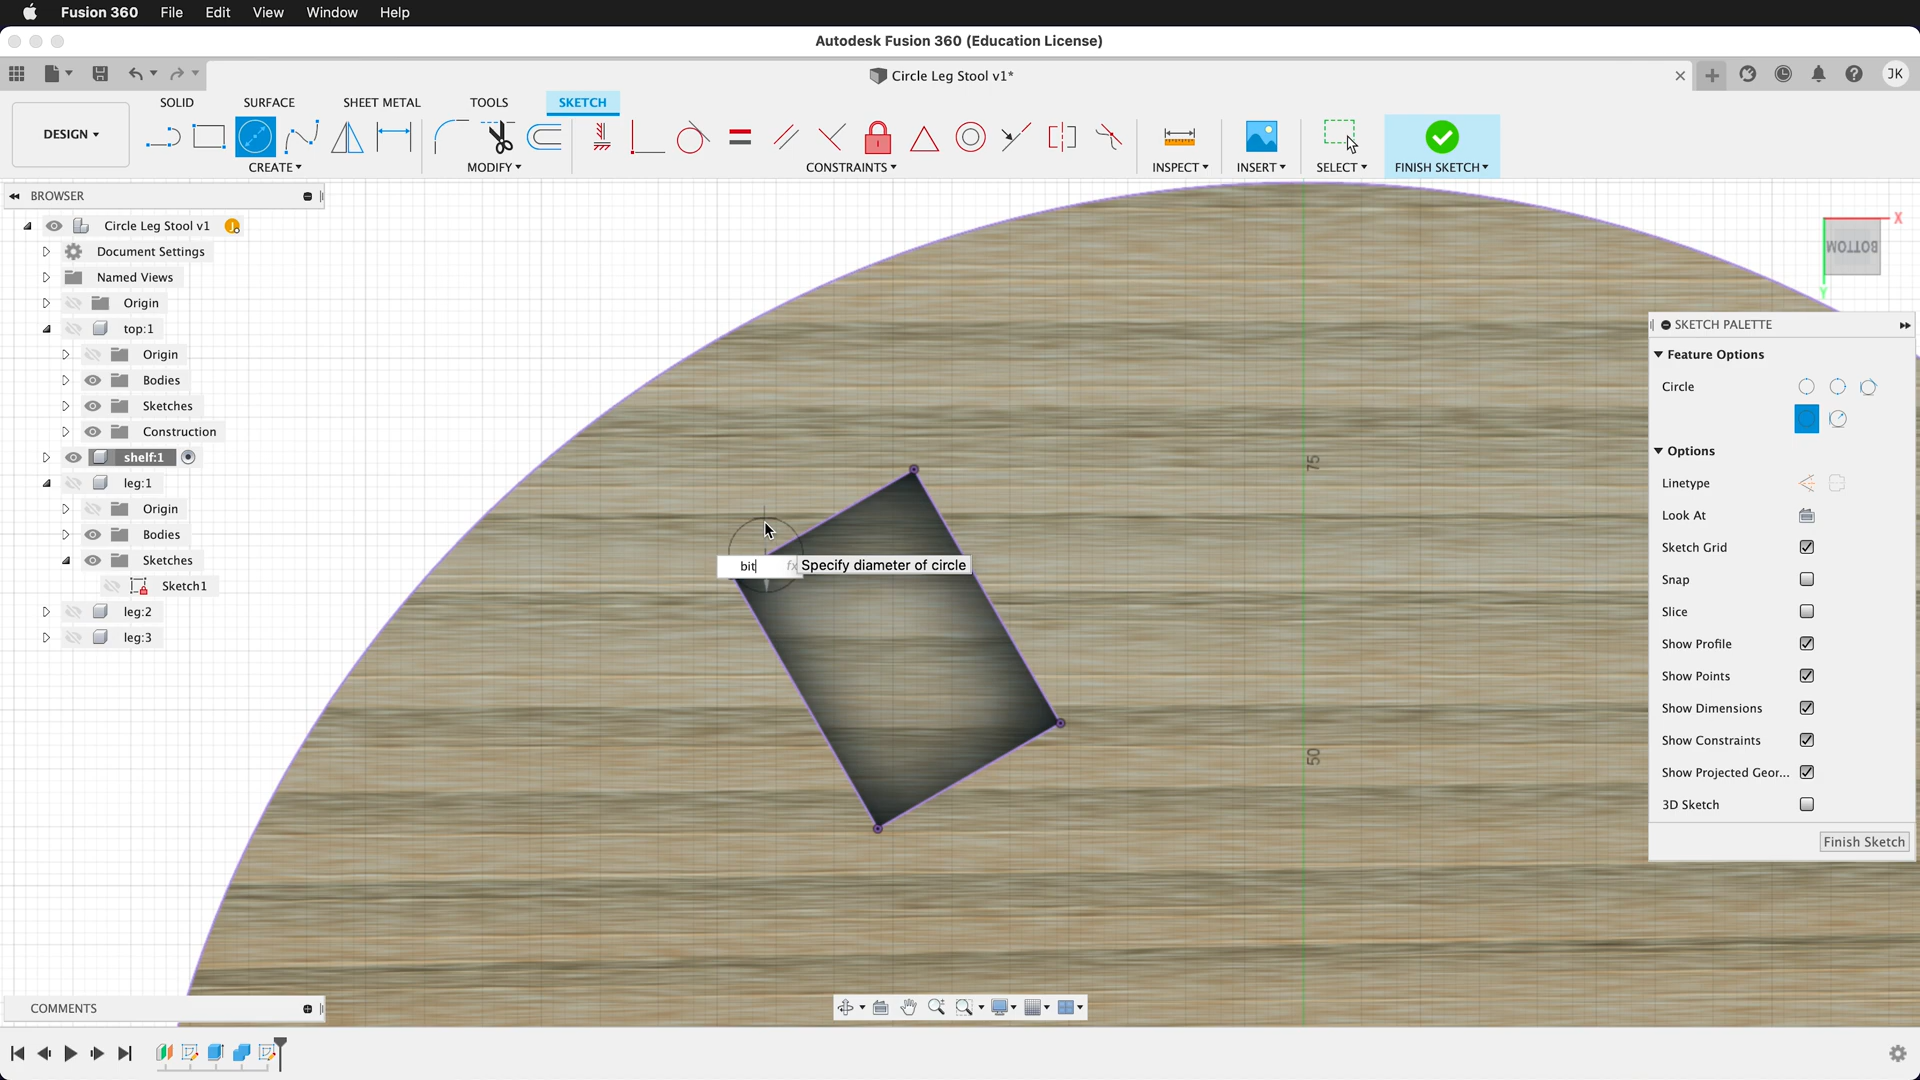 Fusion 360 File Edit View Window Help
Autodesk Fusion 360 (Education License)
Circle Leg Stool v1*
JK
SOLID SURFACE SHEET METAL TOOLS SKETCH
DESIGN
CREATE MODIFY CONSTRAINTS INSPECT INSERT SELECT FINISH SKETCH
BROWSER
Circle Leg Stool v1
Document Settings
Named Views
Origin
top:1
Origin
Bodies
Sketches
Construction
shelf:1
leg:1
Origin
Bodies
Sketches
Sketch1
leg:2
leg:3
X
BOTTOM
Y
75
50
bit
fx
Specify diameter of circle
SKETCH PALETTE
Feature Options
Circle
Options
Linetype
Look At
Sketch Grid
Snap
Slice
Show Profile
Show Points
Show Dimensions
Show Constraints
Show Projected Geor...
3D Sketch
Finish Sketch
COMMENTS